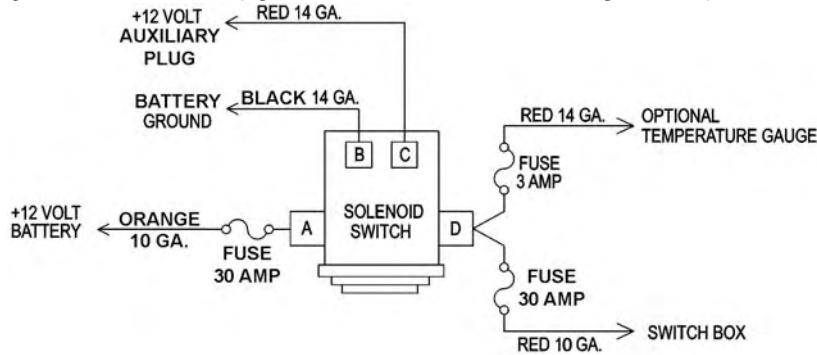 RED 14 GA.
+12 VOLT
AUXILIARY
PLUG
BATTERY
GROUND
BLACK 14 GA.
B
C
RED 14 GA.
OPTIONAL
TEMPERATURE GAUGE
FUSE
3 AMP
+12 VOLT
BATTERY
ORANGE
10 GA.
FUSE
30 AMP
A
SOLENOID
SWITCH
D
FUSE
30 AMP
RED 10 GA.
SWITCH BOX